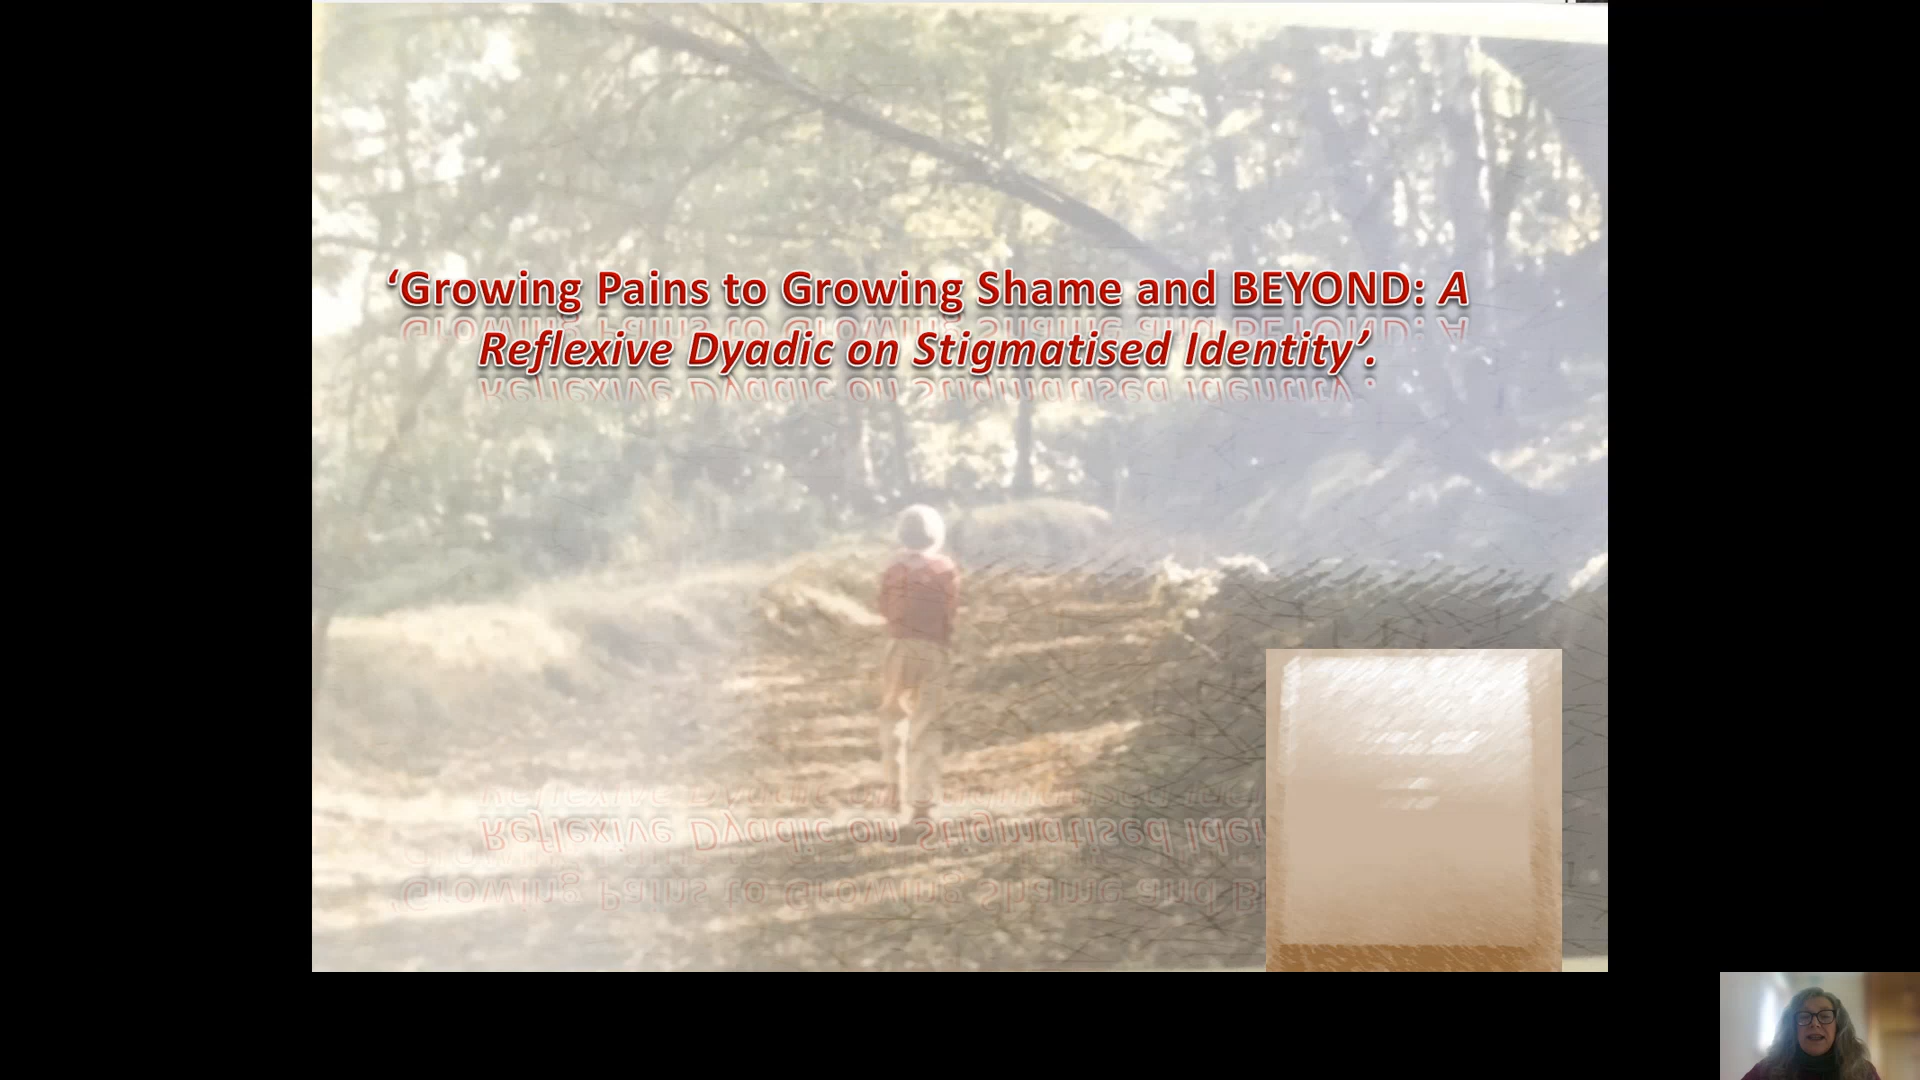 ‘Growing Pains to Growing Shame and BEYOND: A
Reflexive Dyadic on Stigmatised Identity’.